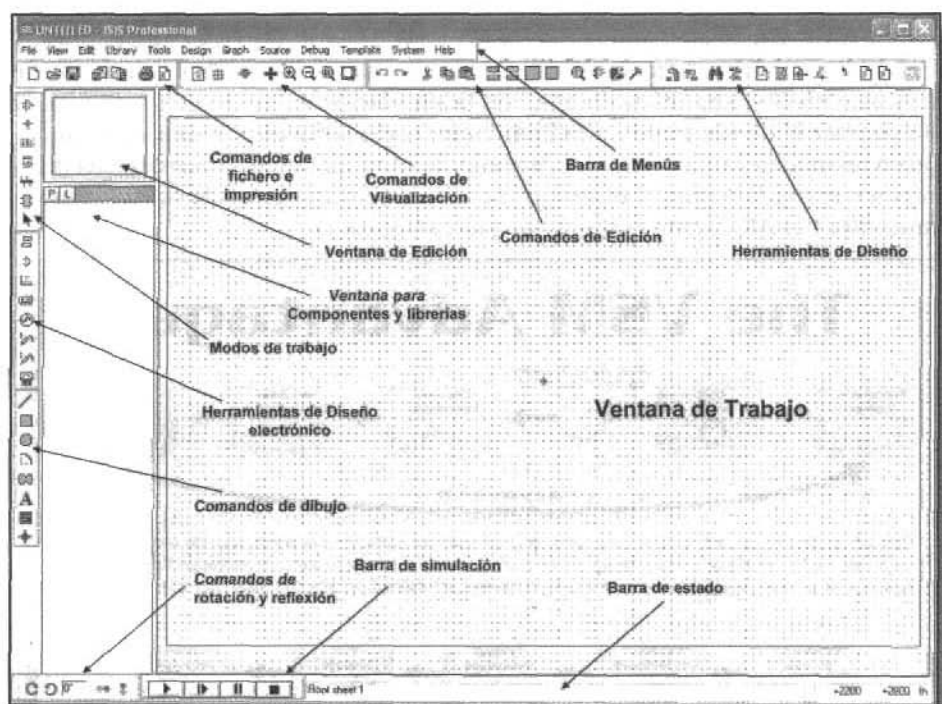 UNTITLED - ISIS Professional
File View Edit Library Tools Design Graph Source Debug Template System Help
P L
Comandos de
fichero e
impresión
Comandos de
Visualización
Barra de Menús
Ventana de Edición
Comandos de Edición
Herramientas de Diseño
Ventana para
Componentes y librerías
Modos de trabajo
Herramientas de Diseño
electrónico
Ventana de Trabajo
A
Comandos de dibujo
Comandos de
rotación y reflexión
Barra de simulación
Barra de estado
0°
Root sheet 1
-2200 +2800 th